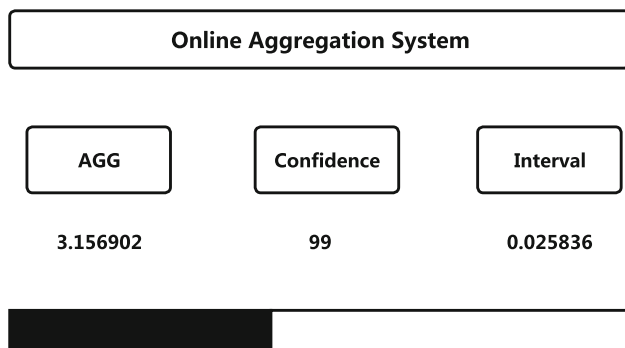 Online Aggregation System
AGG Confidence Interval
3.156902 99 0.025836